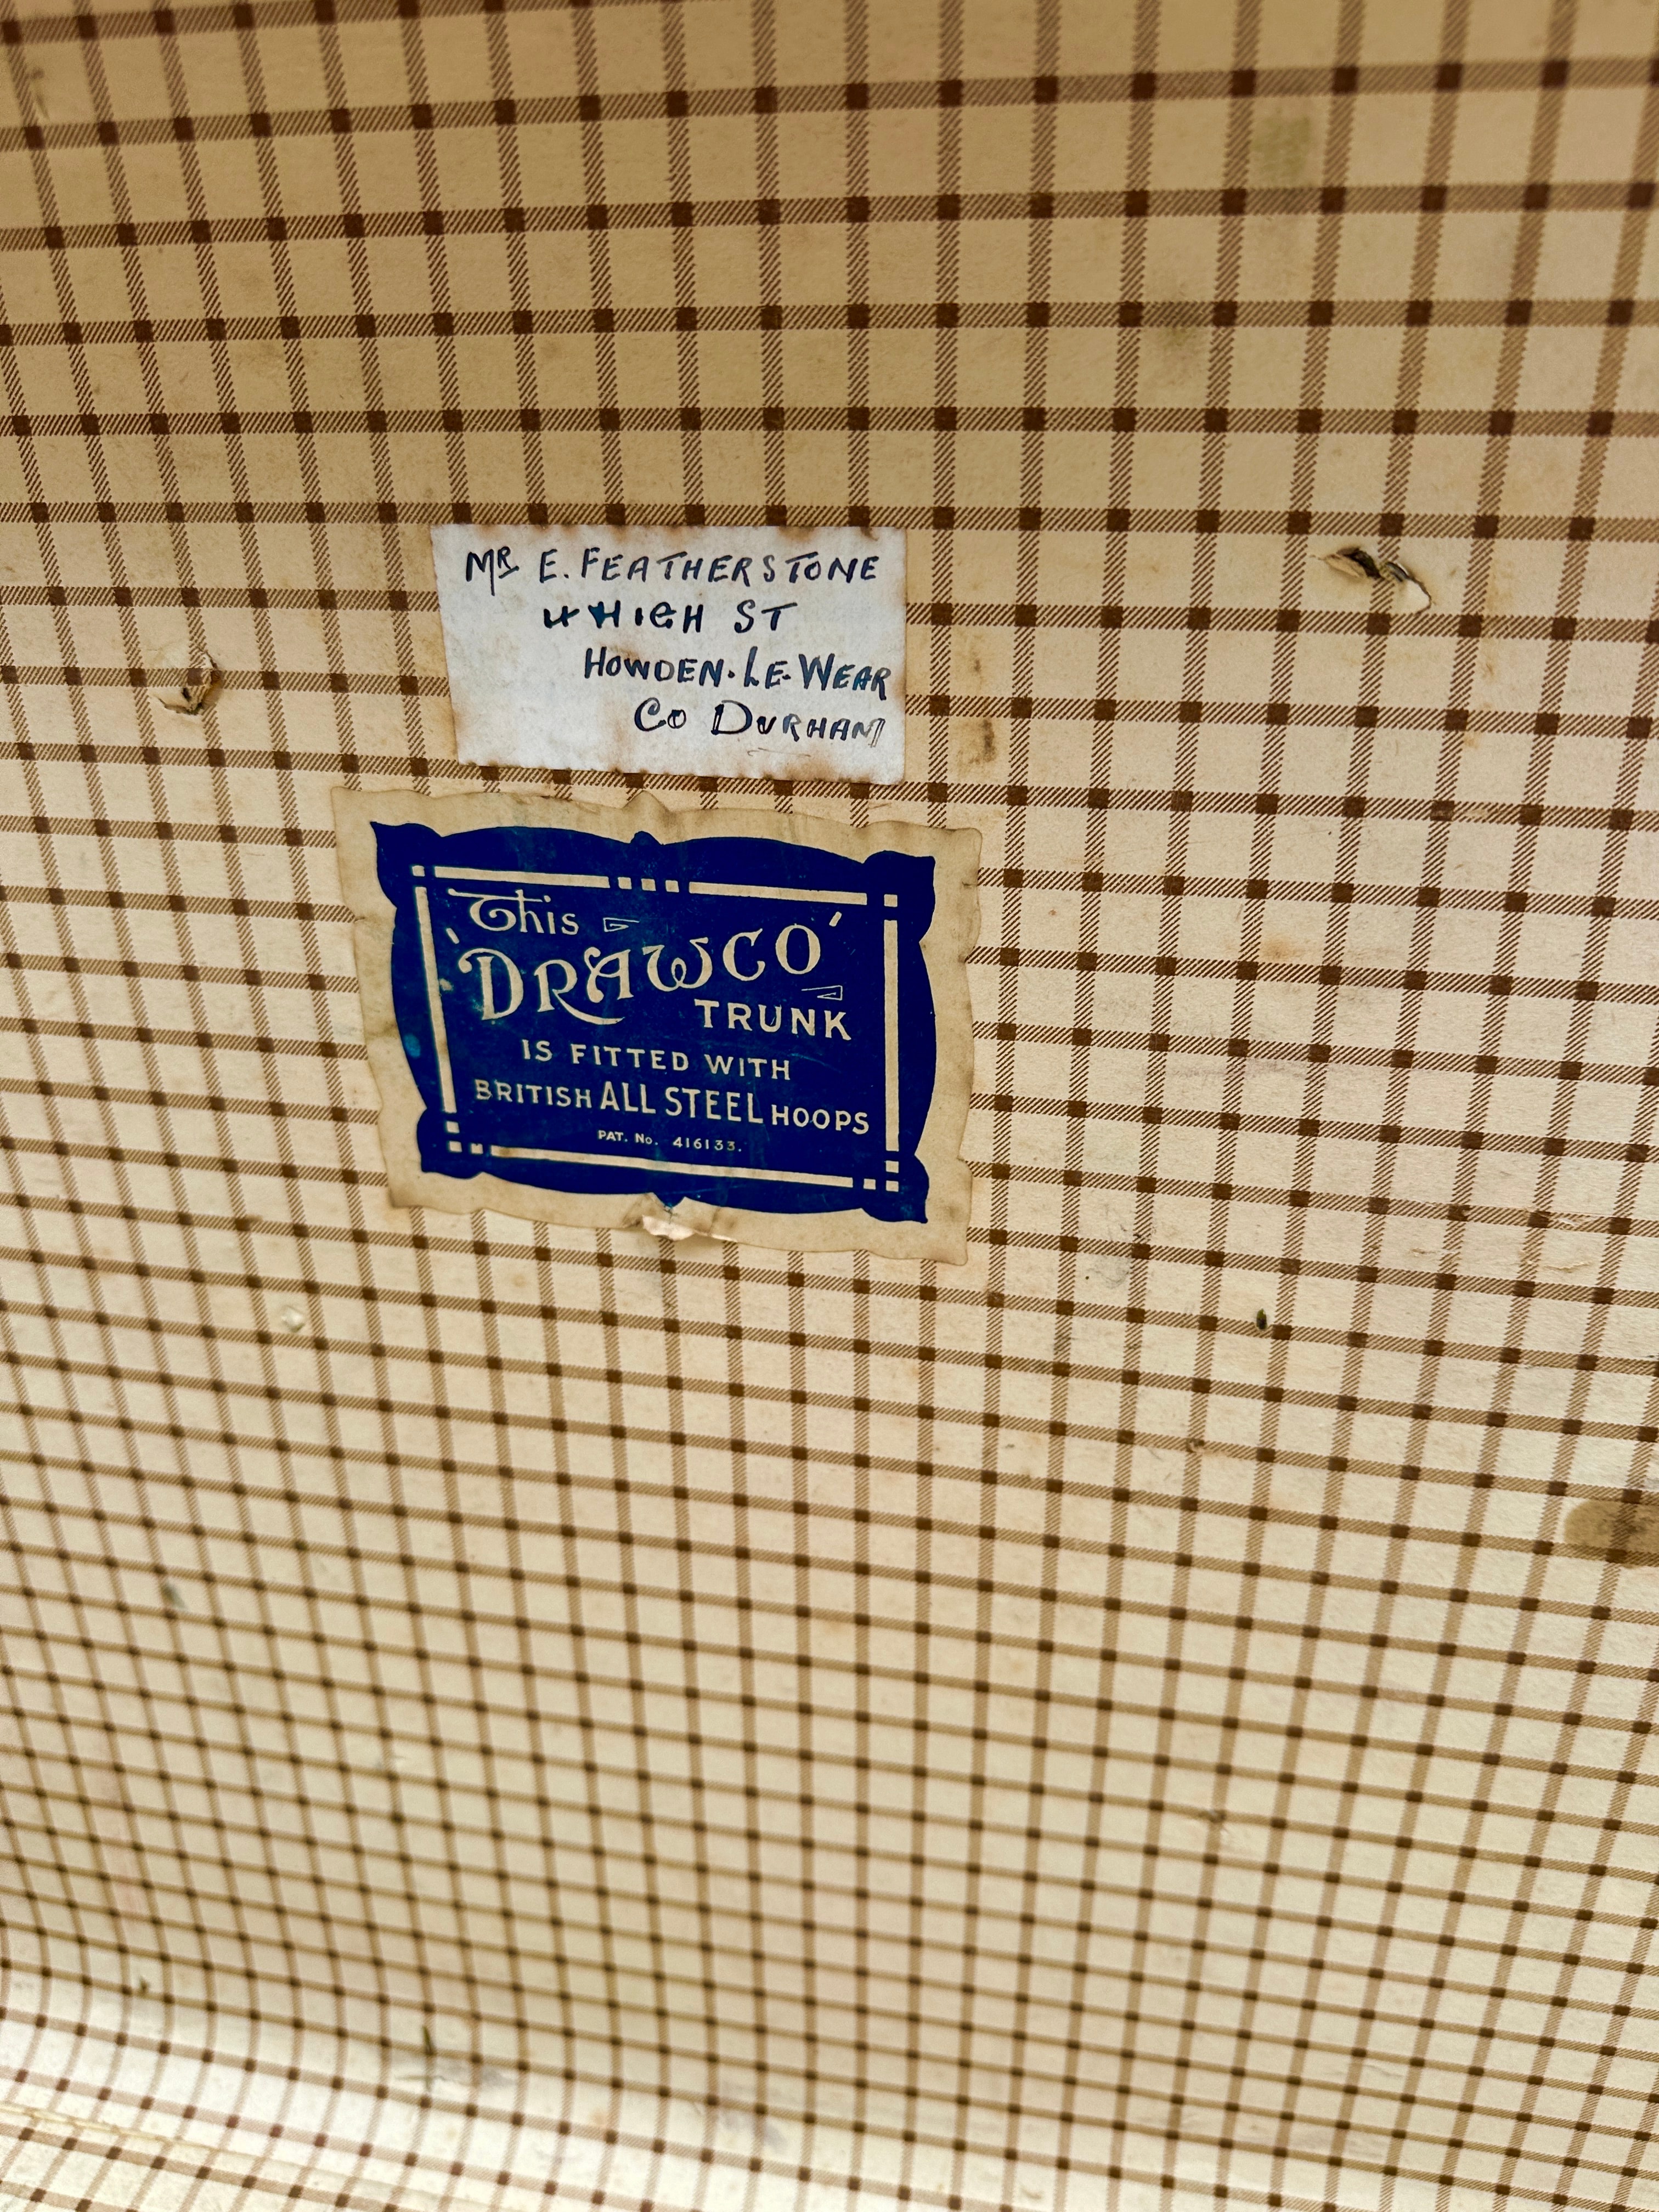 MR E. FEATHERSTONE
HIGH ST
HOWDEN-LE-WEAR
CO DURHAM
This
'DRAWCO'
TRUNK
IS FITTED WITH
BRITISH ALL STEEL HOOPS
PAT. No. 416133.